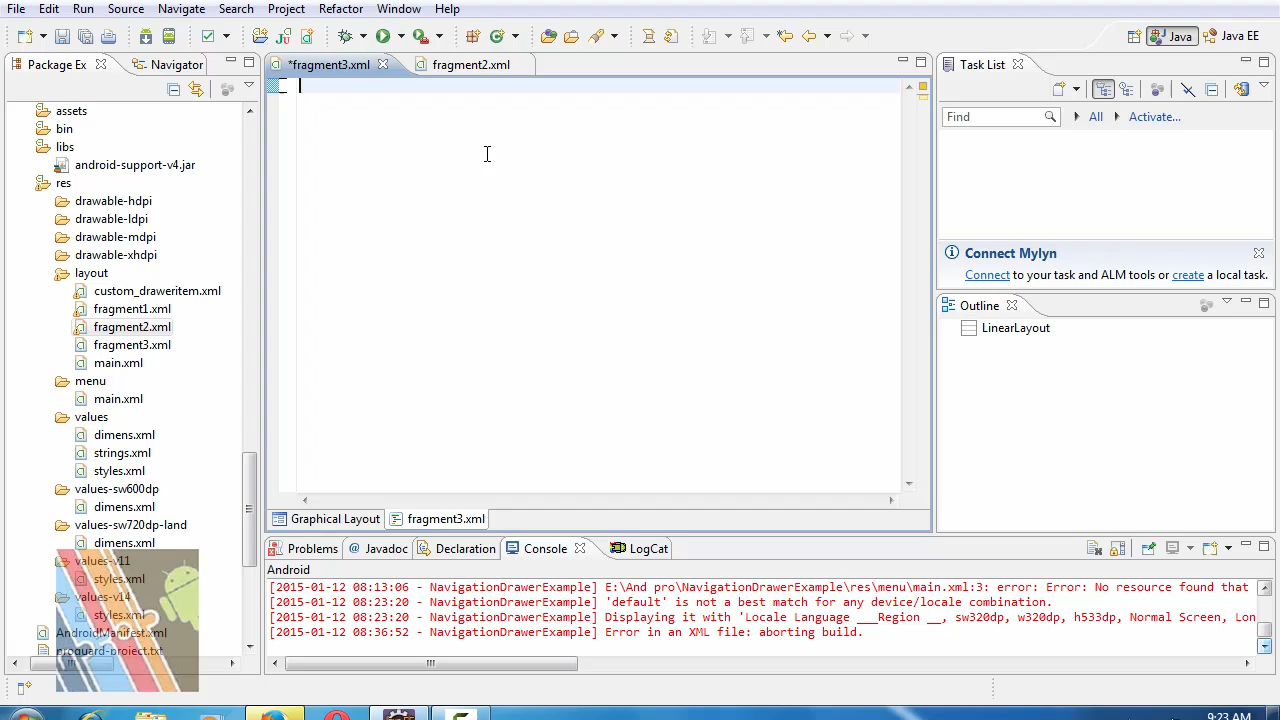 File Edit Run Source Navigate Search Project Refactor Window Help
Java Java EE
Package Ex Navigator
*fragment3.xml fragment2.xml
Task List
assets
bin
libs
android-support-v4.jar
res
drawable-hdpi
drawable-ldpi
drawable-mdpi
drawable-xhdpi
layout
custom_draweritem.xml
fragment1.xml
fragment2.xml
fragment3.xml
main.xml
menu
main.xml
values
dimens.xml
strings.xml
styles.xml
values-sw600dp
dimens.xml
values-sw720dp-land
dimens.xml
values-v11
styles.xml
values-v14
styles.xml
AndroidManifest.xml
proguard-project.txt
Find All Activate...
Connect Mylyn
Connect to your task and ALM tools or create a local task.
Outline
LinearLayout
Graphical Layout fragment3.xml
Problems Javadoc Declaration Console LogCat
Android
[2015-01-12 08:13:06 - NavigationDrawerExample] E:\And pro\NavigationDrawerExample\res\menu\main.xml:3: error: Error: No resource found that
[2015-01-12 08:23:20 - NavigationDrawerExample] 'default' is not a best match for any device/locale combination.
[2015-01-12 08:23:20 - NavigationDrawerExample] Displaying it with 'Locale Language ___Region __, sw320dp, w320dp, h533dp, Normal Screen, Lon
[2015-01-12 08:36:52 - NavigationDrawerExample] Error in an XML file: aborting build.
9:23 AM